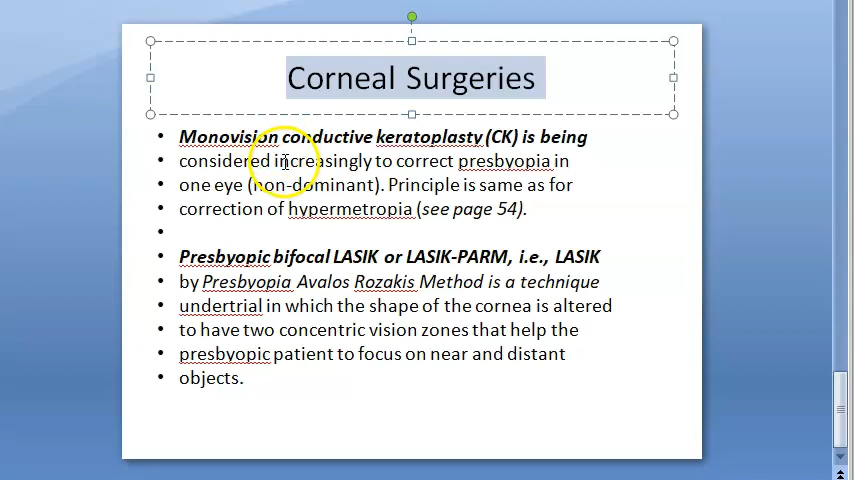 Corneal Surgeries
• Monovision conductive keratoplasty (CK) is being
• considered increasingly to correct presbyopia in
• one eye (non-dominant). Principle is same as for
• correction of hypermetropia (see page 54).
•
• Presbyopic bifocal LASIK or LASIK-PARM, i.e., LASIK
• by Presbyopia Avalos Rozakis Method is a technique
• undertrial in which the shape of the cornea is altered
• to have two concentric vision zones that help the
• presbyopic patient to focus on near and distant
• objects.